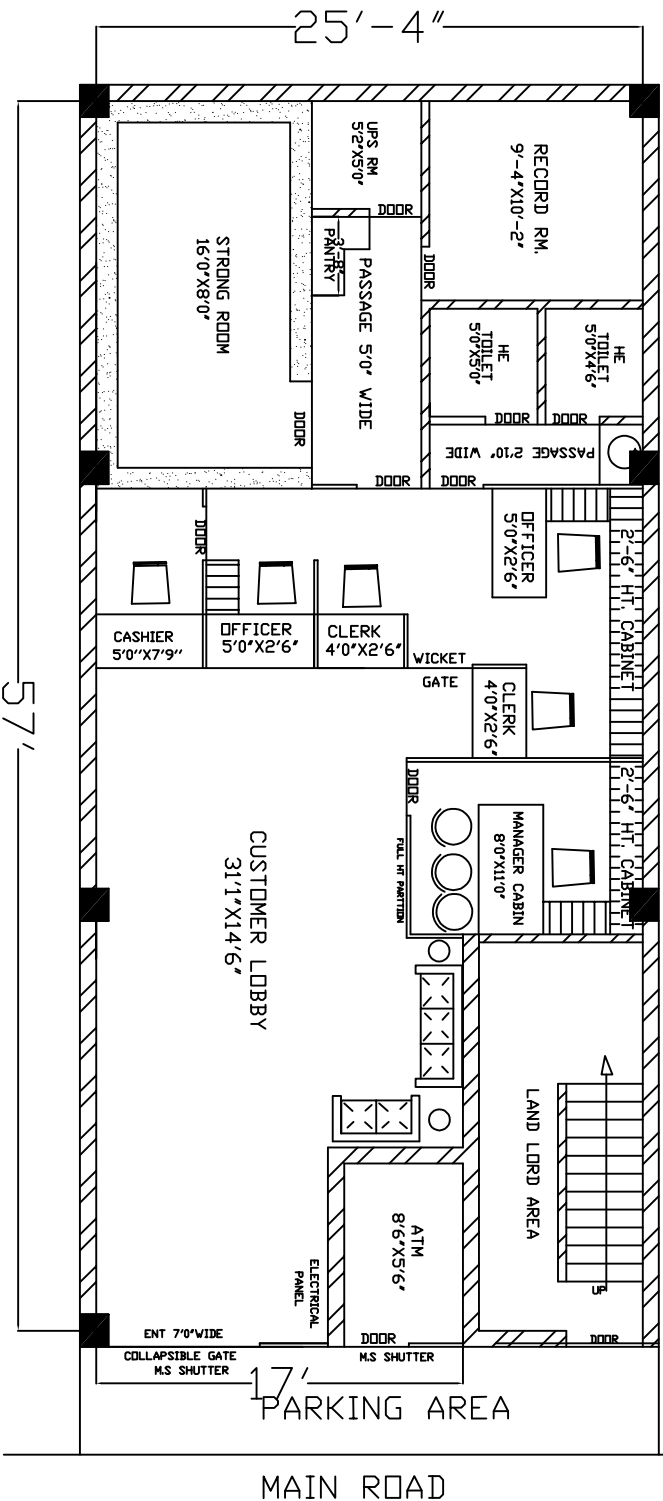 25'-4"
57'
UPS RM
5'2"X5'0"
DOOR
RECORD RM.
9'-4"X10'-2"
DOOR
3'-8"
PANTRY
PASSAGE 5'0" WIDE
STRONG ROOM
16'0"X8'0"
DOOR
HE
TOILET
5'0"X5'0"
DOOR
HE
TOILET
5'0"X4'6"
DOOR
PASSAGE 2'10" WIDE
DOOR
DOOR
DOOR
OFFICER
5'0"X2'6"
2'-6" HT. CABINET
CASHIER
5'0"X7'9"
OFFICER
5'0"X2'6"
CLERK
4'0"X2'6"
WICKET
GATE
CLERK
4'0"X2'6"
DOOR
2'-6" HT. CABINET
MANAGER CABIN
8'0"X11'0"
FULL HT PARTTION
CUSTOMER LOBBY
31'1"X14'6"
LAND LORD AREA
UP
DOOR
ATM
8'6"X5'6"
DOOR
ELECTRICAL
PANEL
ENT 7'0"WIDE
COLLAPSIBLE GATE
M.S SHUTTER
M.S SHUTTER
17'
PARKING AREA
MAIN ROAD